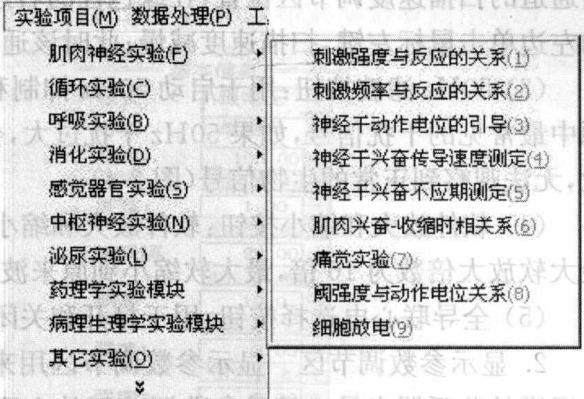 实验项目(M) 数据处理(P) 工
肌肉神经实验(F)
循环实验(C)
呼吸实验(B)
消化实验(D)
感觉器官实验(S)
中枢神经实验(N)
泌尿实验(L)
药理学实验模块
病理生理学实验模块
其它实验(O)
刺激强度与反应的关系(1)
刺激频率与反应的关系(2)
神经干动作电位的引导(3)
神经干兴奋传导速度测定(4)
神经干兴奋不应期测定(5)
肌肉兴奋-收缩时相关系(6)
痛觉实验(7)
阈强度与动作电位关系(8)
细胞放电(9)